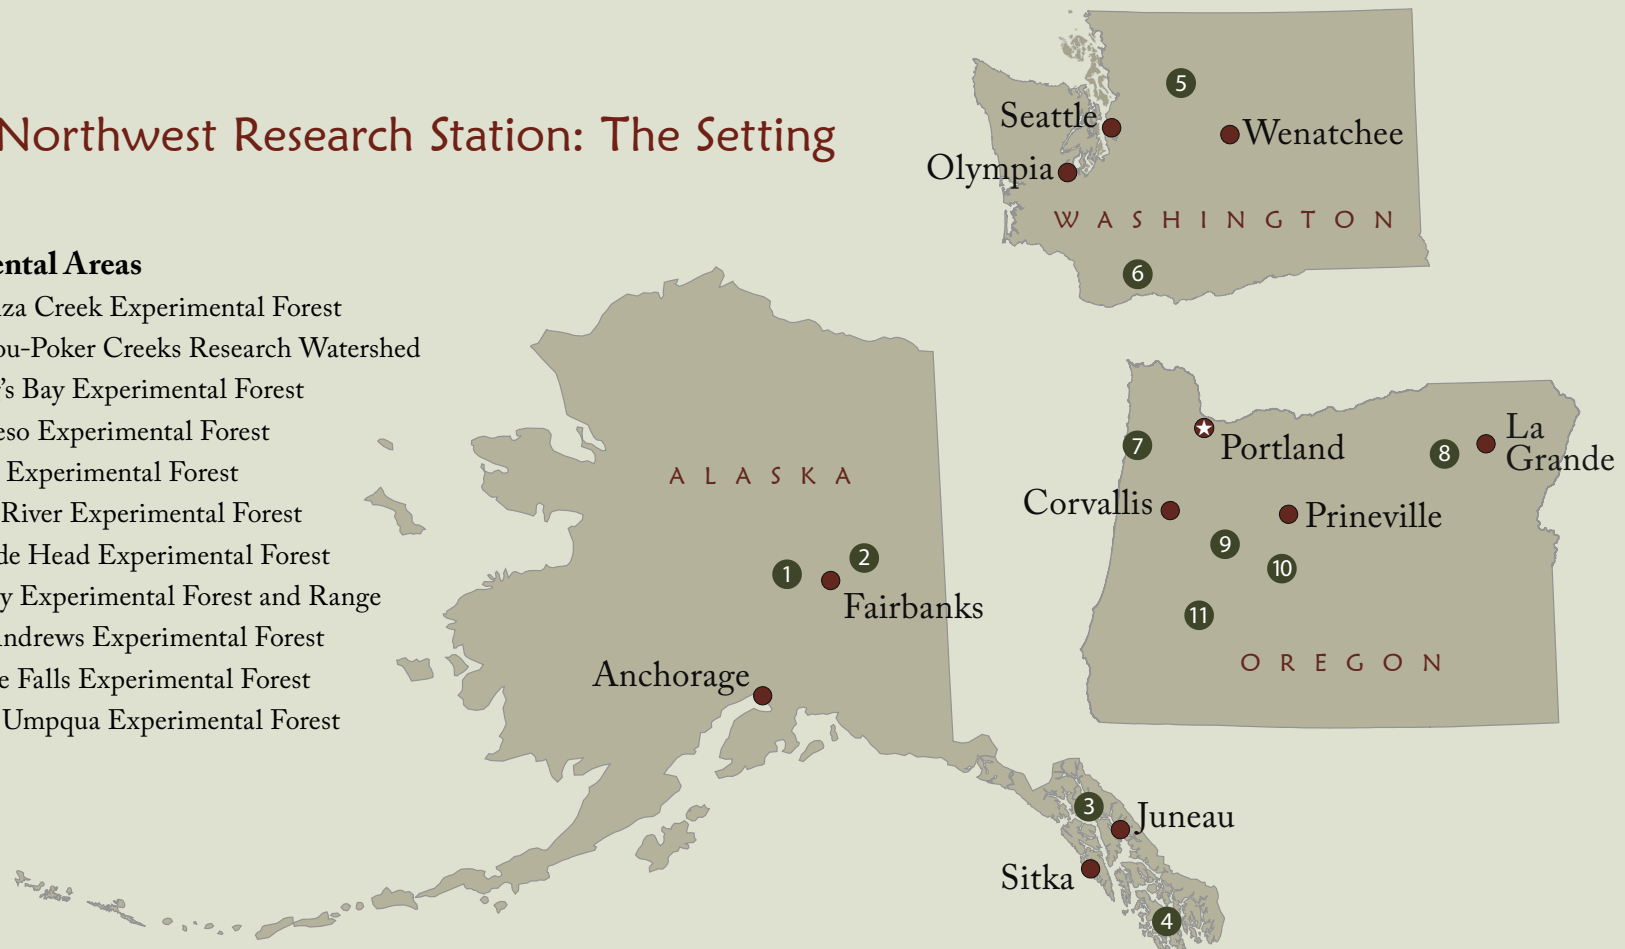 Northwest Research Station: The Setting
ental Areas
nza Creek Experimental Forest
ou-Poker Creeks Research Watershed
’s Bay Experimental Forest
eso Experimental Forest
Experimental Forest
River Experimental Forest
de Head Experimental Forest
y Experimental Forest and Range
Andrews Experimental Forest
e Falls Experimental Forest
Umpqua Experimental Forest
5
Seattle
Wenatchee
Olympia
WASHINGTON
6
7
Portland
8
La
Grande
Corvallis
Prineville
9
10
11
OREGON
ALASKA
1
2
Fairbanks
Anchorage
3
Juneau
Sitka
4